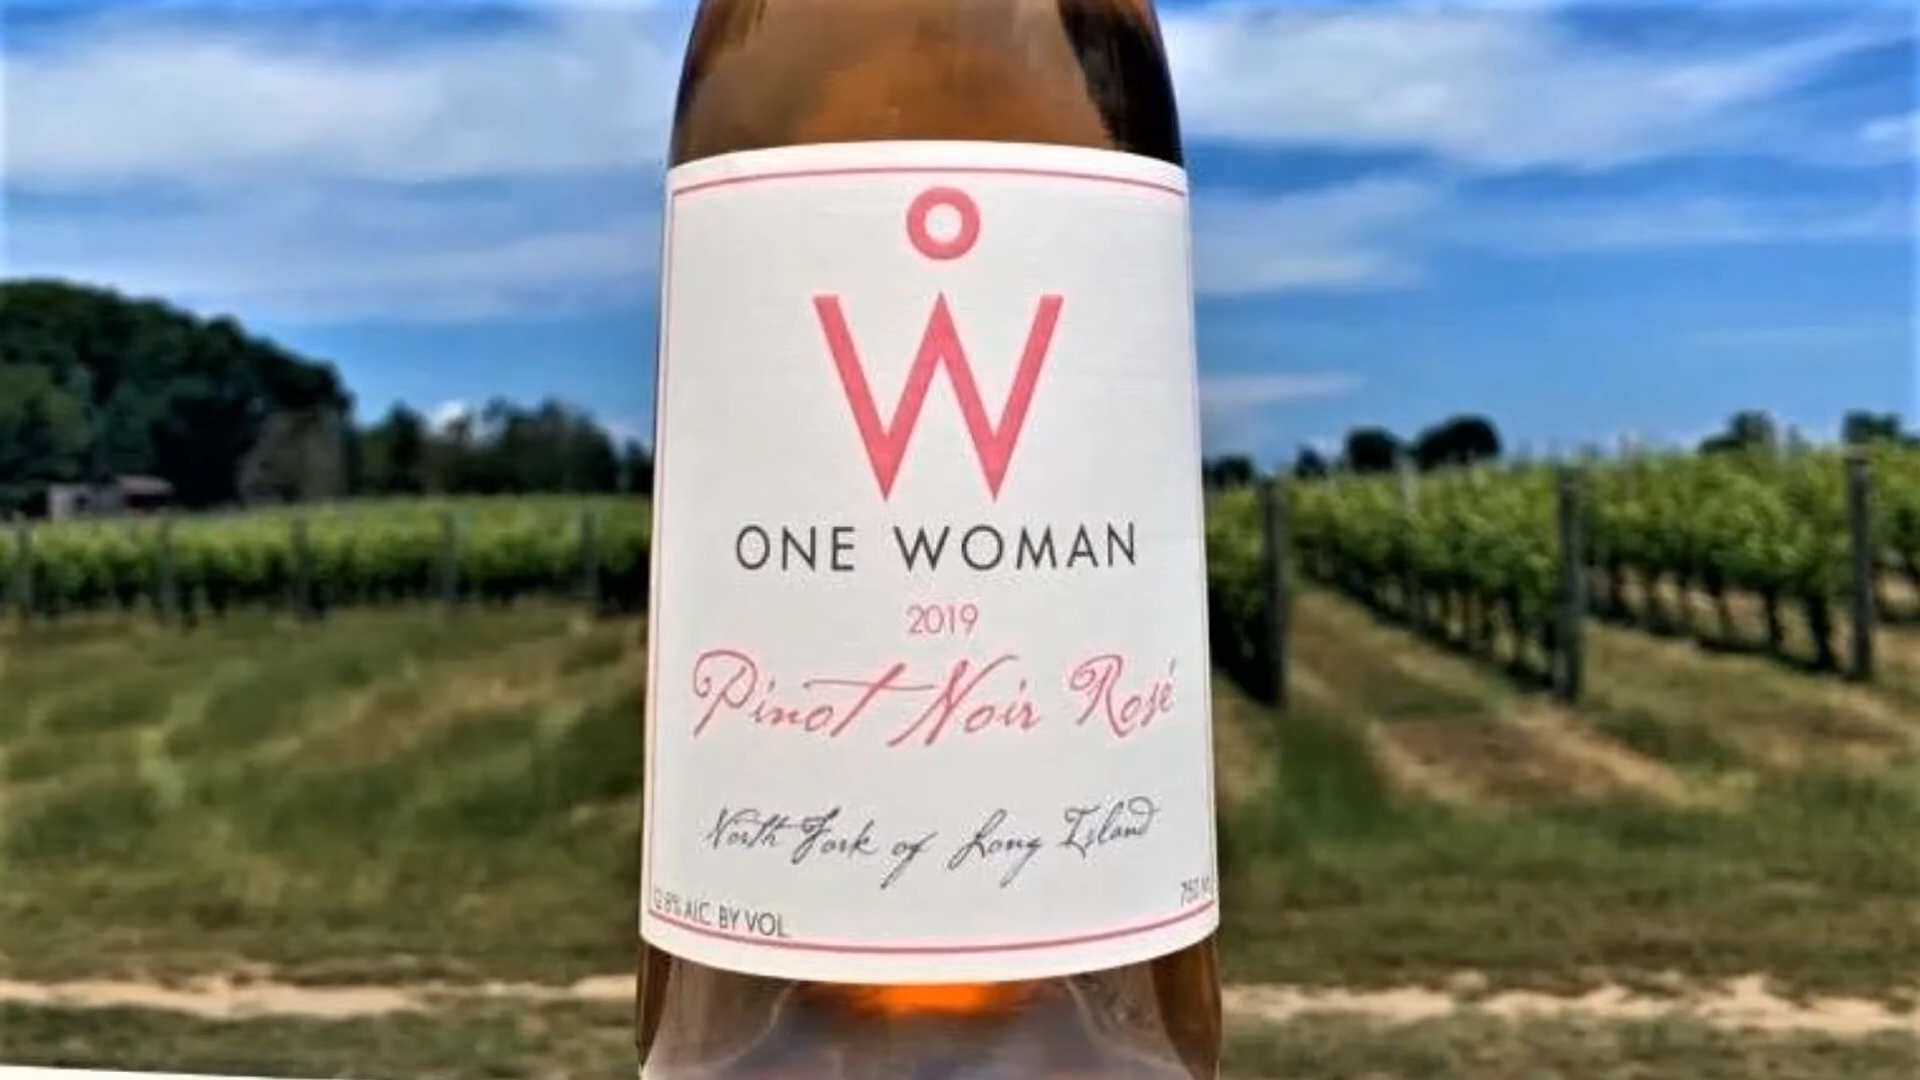 O
W
ONE WOMAN
2019
Pinot Noir Rosé
North Fork of Long Island
ALC. BY VOL.